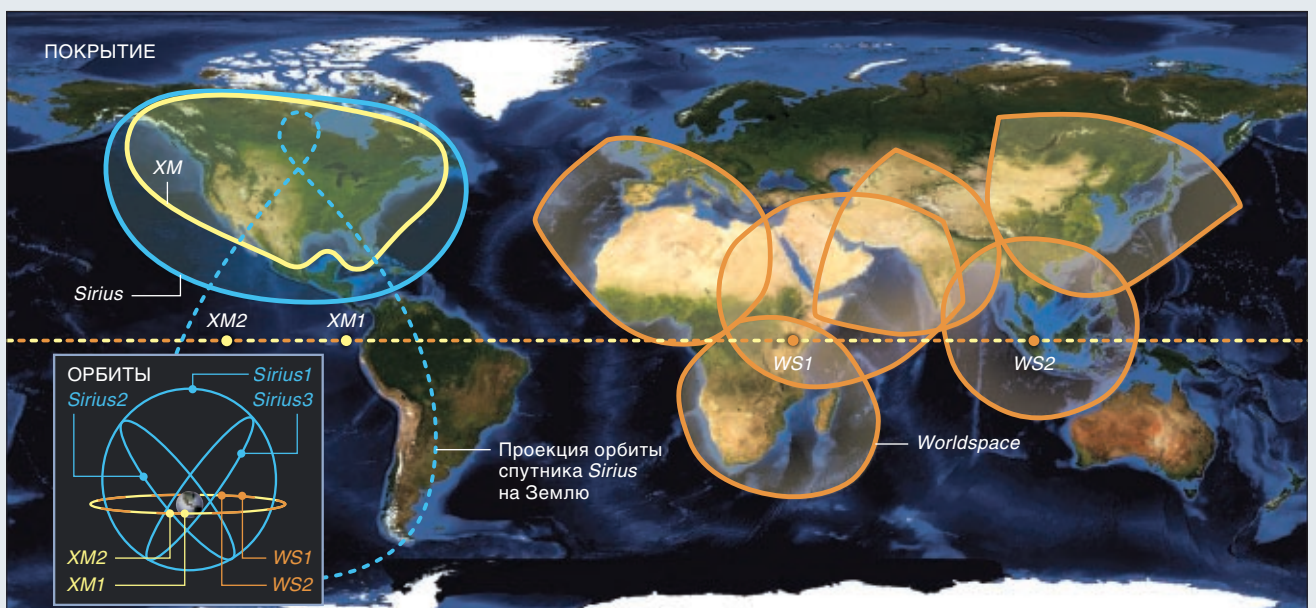 ПОКРЫТИЕ
XM
Sirius
XM2
XM1
WS1
WS2
Worldspace
Проекция орбиты
спутника Sirius
на Землю
ОРБИТЫ
Sirius1
Sirius2
Sirius3
XM2
WS1
XM1
WS2